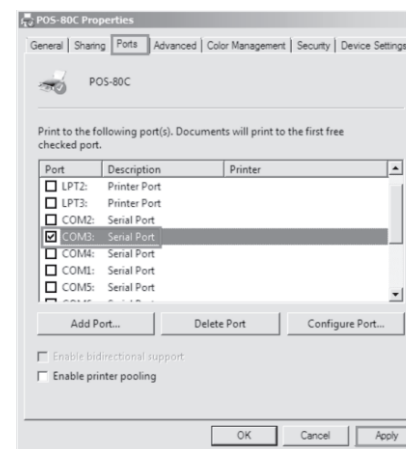 POS-80C Properties
General Sharing Ports Advanced Color Management Security Device Settings
POS-80C
Print to the following port(s). Documents will print to the first free
checked port.
Port Description Printer
LPT2: Printer Port
LPT3: Printer Port
COM2: Serial Port
COM3: Serial Port
COM4: Serial Port
COM1: Serial Port
COM5: Serial Port
Add Port... Delete Port Configure Port...
Enable bidirectional support
Enable printer pooling
OK Cancel Apply